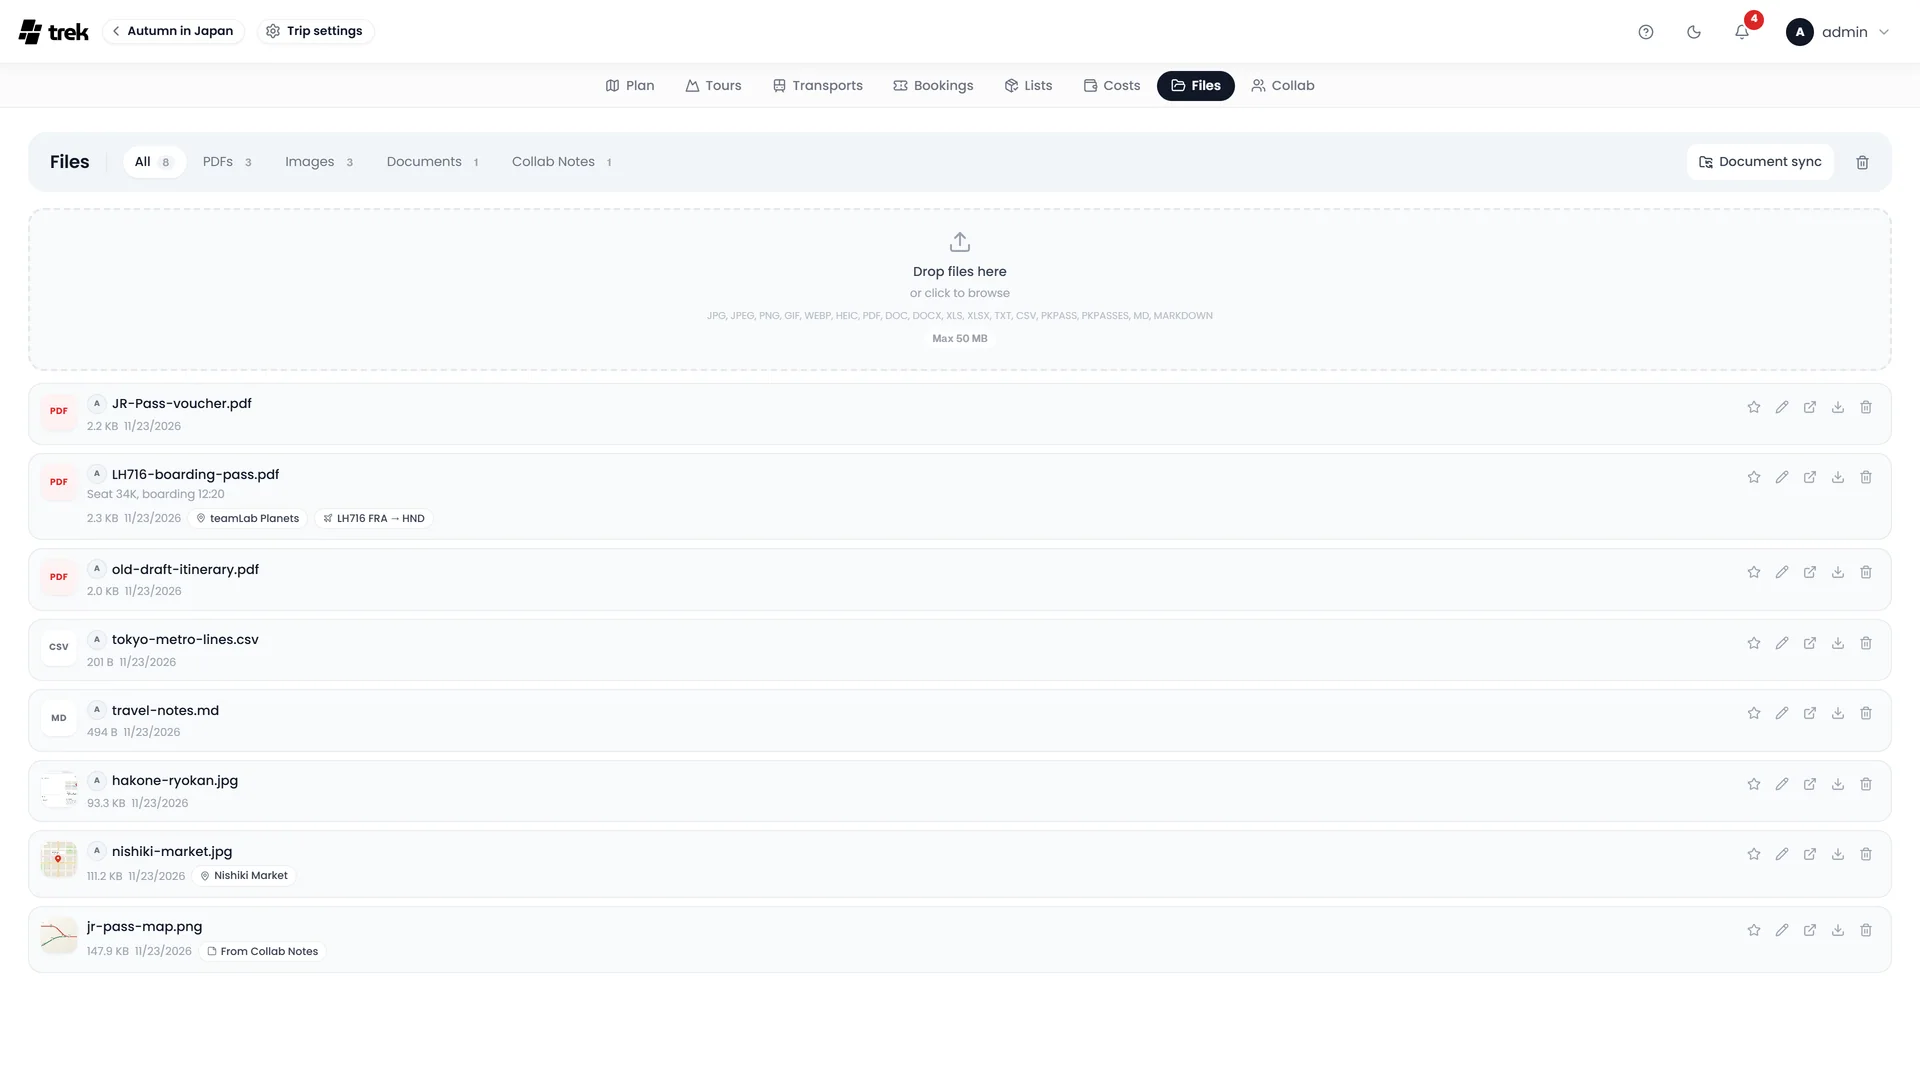 trek
Autumn in Japan
Trip settings
4
A
admin
Plan
Tours
Transports
Bookings
Lists
Costs
Files
Collab
Files
All 8
PDFs 3
Images 3
Documents 1
Collab Notes 1
Document sync
Drop files here
or click to browse
JPG, JPEG, PNG, GIF, WEBP, HEIC, PDF, DOC, DOCX, XLS, XLSX, TXT, CSV, PKPASS, PKPASSES, MD, MARKDOWN
Max 50 MB
PDF
A JR-Pass-voucher.pdf
2.2 KB 11/23/2026
PDF
A LH716-boarding-pass.pdf
Seat 34K, boarding 12:20
2.3 KB 11/23/2026 teamLab Planets LH716 FRA → HND
PDF
A old-draft-itinerary.pdf
2.0 KB 11/23/2026
CSV
A tokyo-metro-lines.csv
201 B 11/23/2026
MD
A travel-notes.md
494 B 11/23/2026
A hakone-ryokan.jpg
93.3 KB 11/23/2026
A nishiki-market.jpg
111.2 KB 11/23/2026 Nishiki Market
jr-pass-map.png
147.9 KB 11/23/2026 From Collab Notes